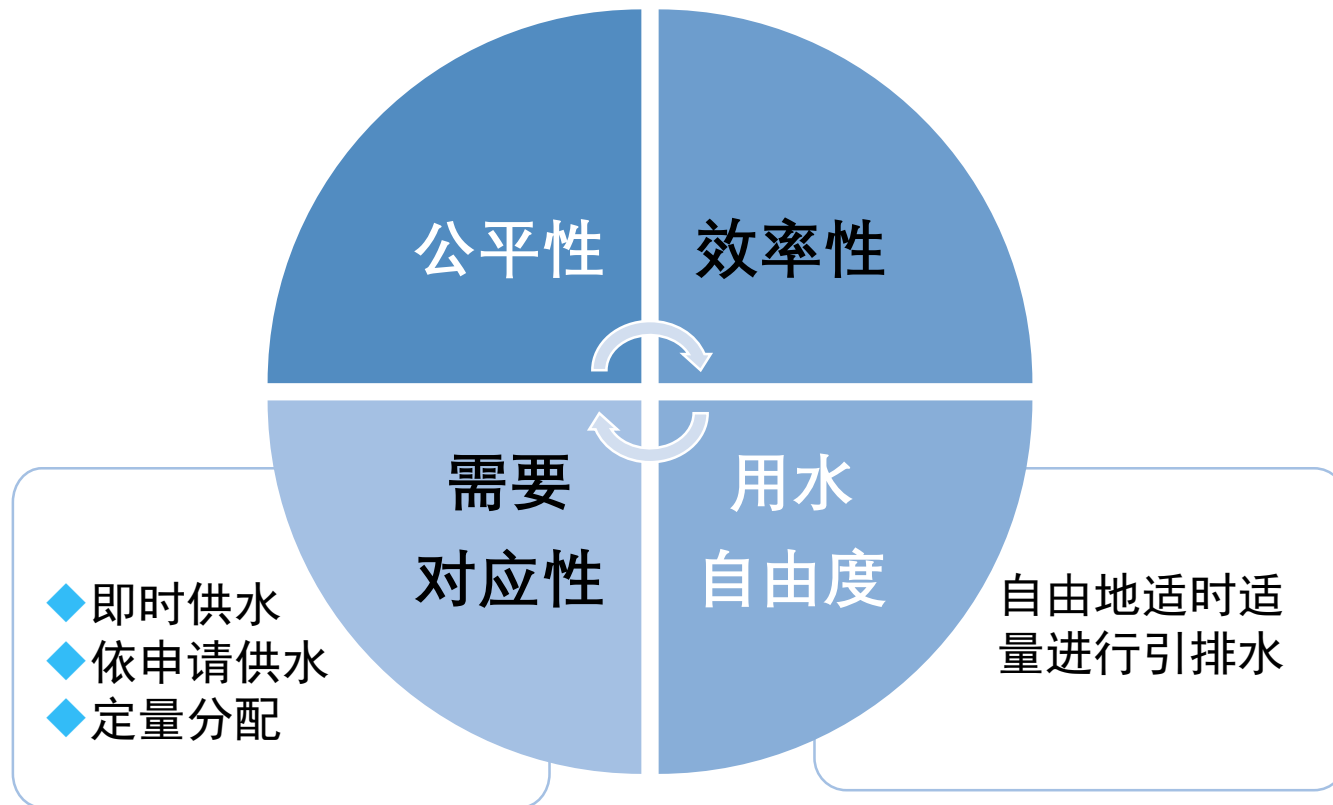 公平性
效率性
需要
对应性
用水
自由度
◆即时供水
◆依申请供水
◆定量分配
自由地适时适
量进行引排水